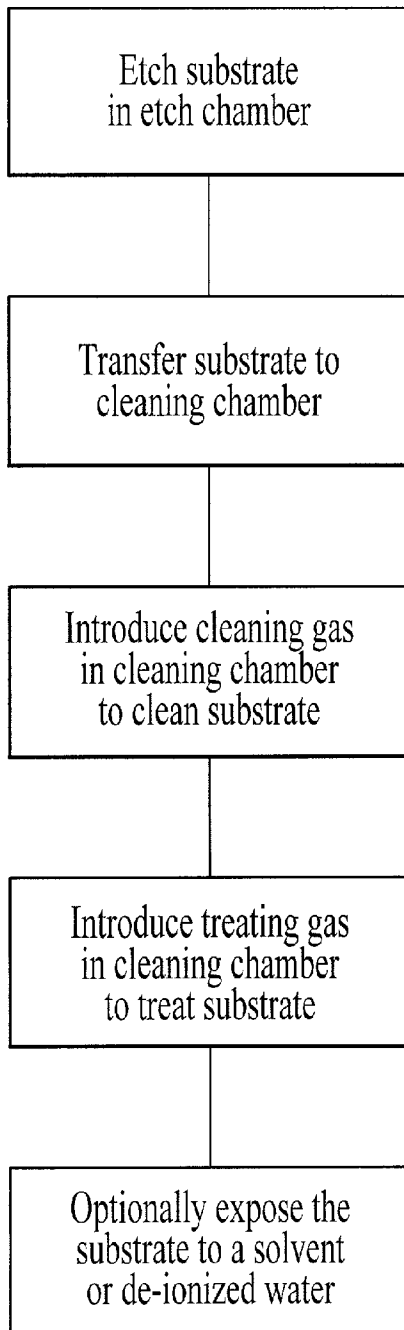 Etch substrate
in etch chamber
Transfer substrate to
cleaning chamber
Introduce cleaning gas
in cleaning chamber
to clean substrate
Introduce treating gas
in cleaning chamber
to treat substrate
Optionally expose the
substrate to a solvent
or de-ionized water